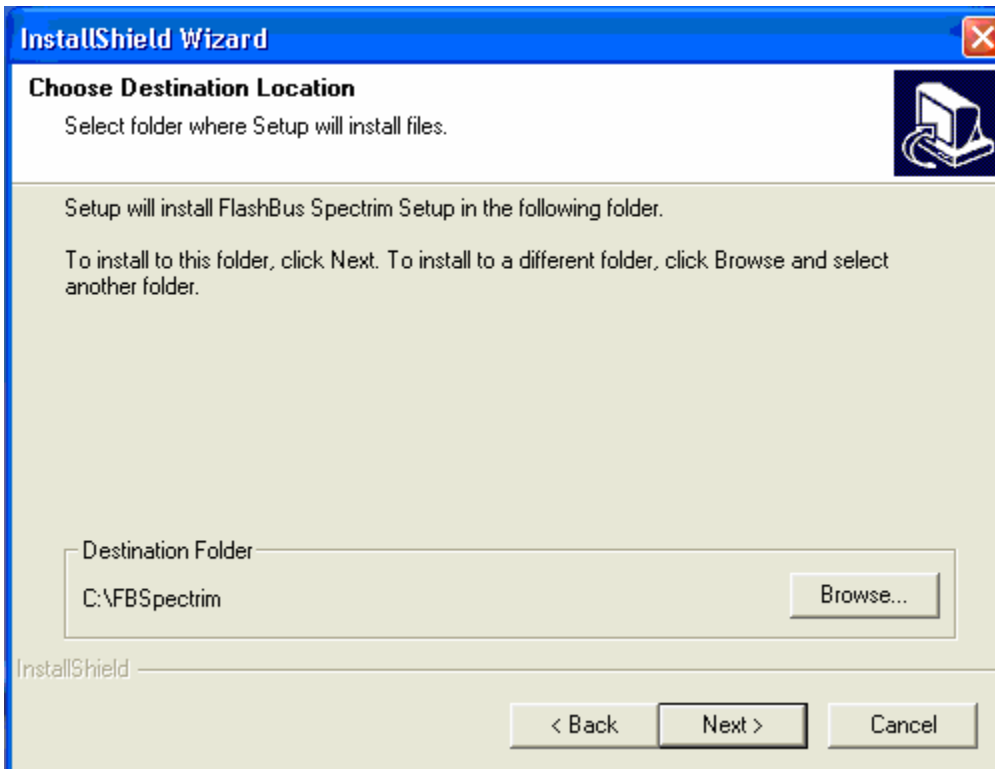 InstallShield Wizard
Choose Destination Location
Select folder where Setup will install files.
Setup will install FlashBus Spectrim Setup in the following folder.
To install to this folder, click Next. To install to a different folder, click Browse and select
another folder.
Destination Folder
C:\FBSpectrim
Browse...
InstallShield
< Back
Next >
Cancel